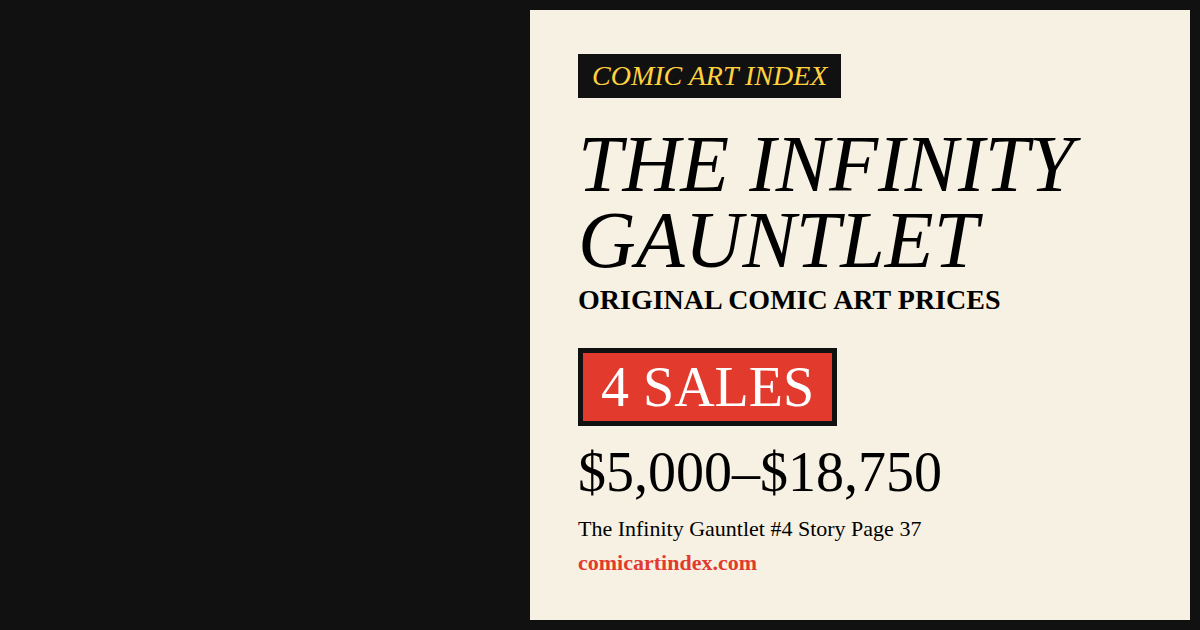 COMIC ART INDEX
THE INFINITY
GAUNTLET
ORIGINAL COMIC ART PRICES
4 SALES
$5,000–$18,750
The Infinity Gauntlet #4 Story Page 37
comicartindex.com